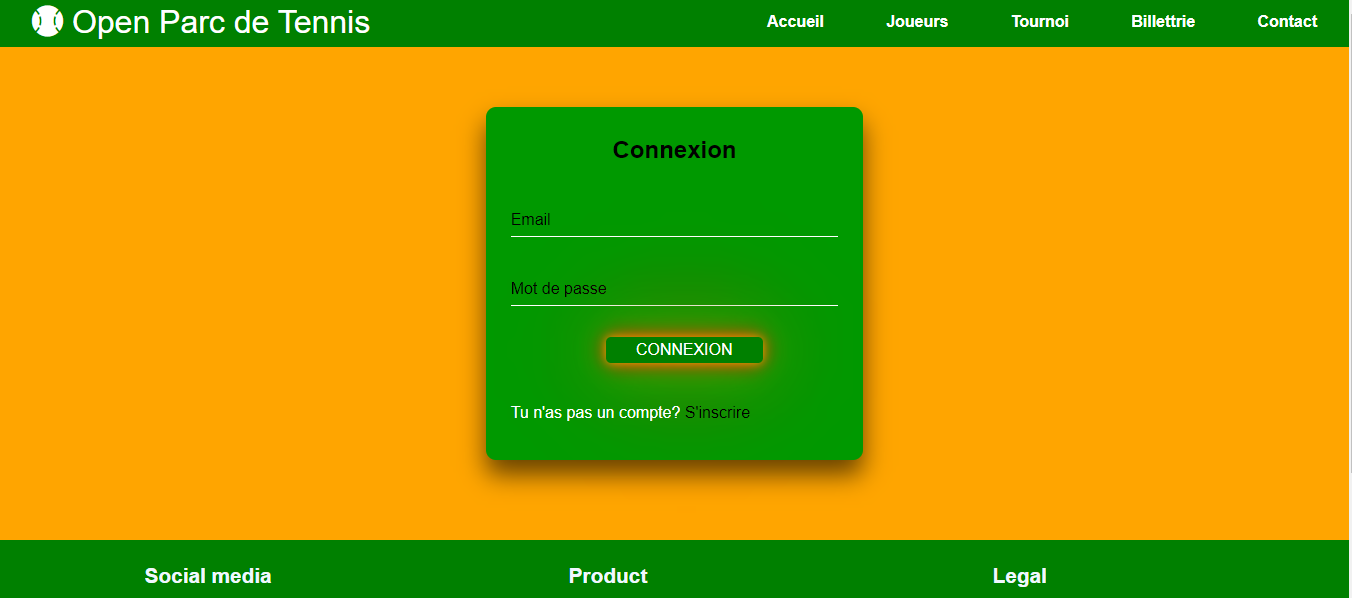 Open Parc de Tennis Accueil Joueurs Tournoi Billettrie Contact
Connexion
Email
Mot de passe
CONNEXION
Tu n'as pas un compte? S'inscrire
Social media Product Legal